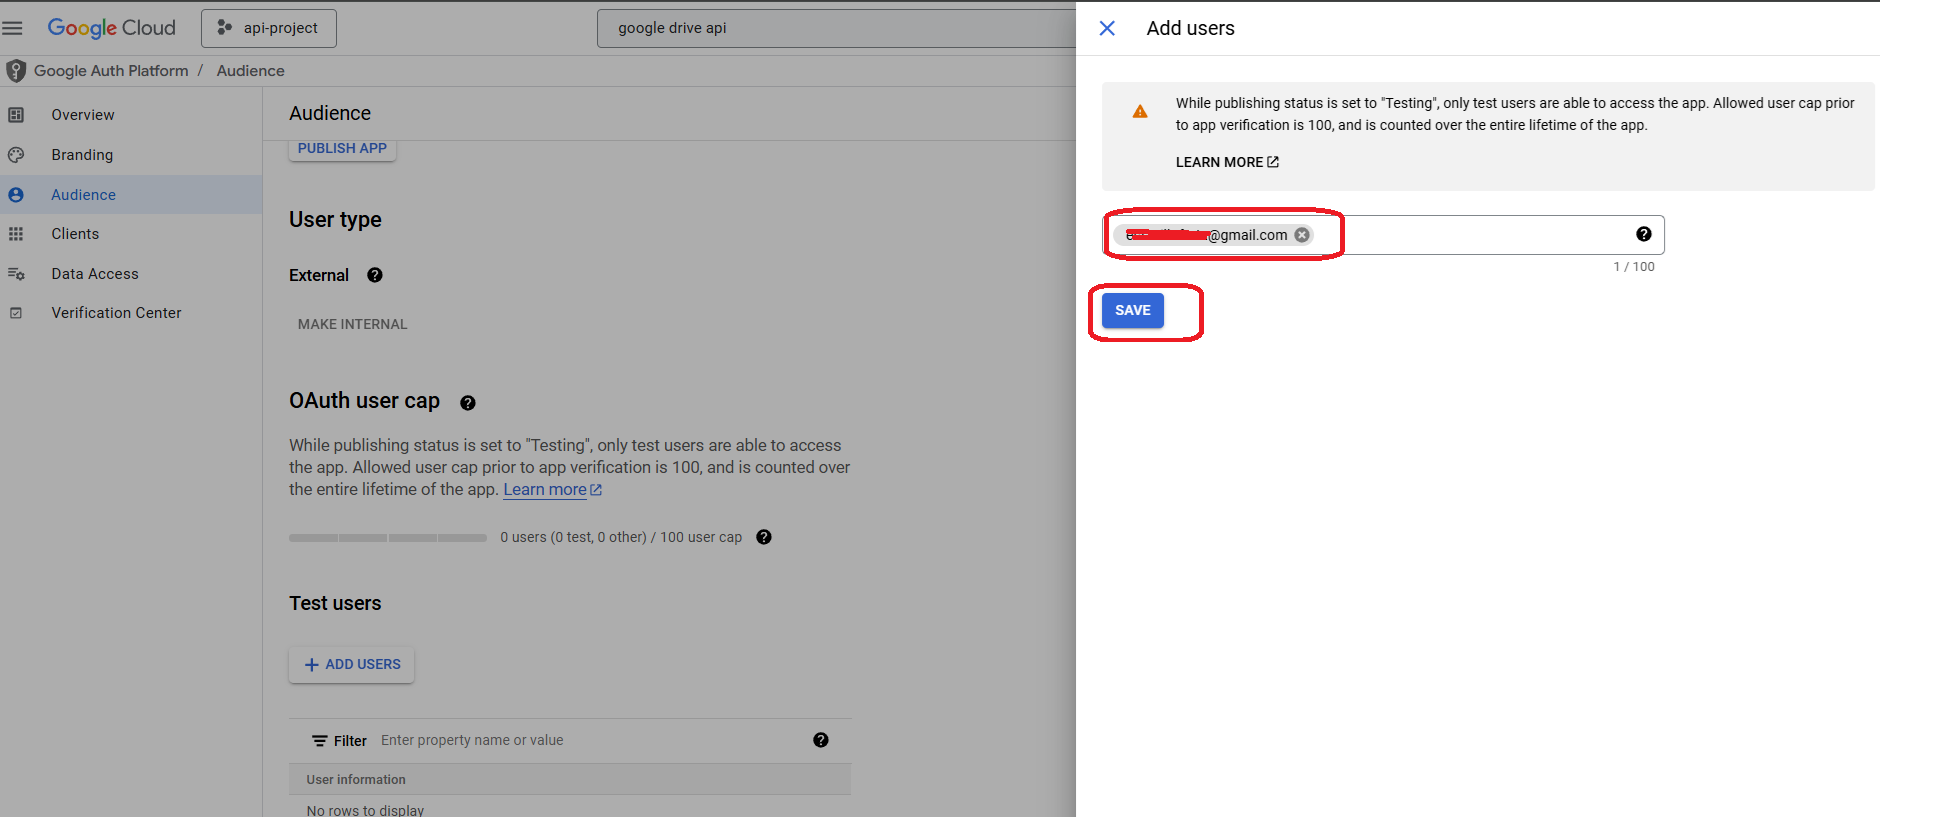 Google Cloud
api-project
google drive api
Google Auth Platform / Audience
Overview
Branding
Audience
Clients
Data Access
Verification Center
Audience
PUBLISH APP
User type
External
MAKE INTERNAL
OAuth user cap
While publishing status is set to "Testing", only test users are able to access
the app. Allowed user cap prior to app verification is 100, and is counted over
the entire lifetime of the app. Learn more
0 users (0 test, 0 other) / 100 user cap
Test users
+ ADD USERS
Filter Enter property name or value
User information
No rows to display
Add users
While publishing status is set to "Testing", only test users are able to access the app. Allowed user cap prior
to app verification is 100, and is counted over the entire lifetime of the app.
LEARN MORE
@gmail.com
1 / 100
SAVE